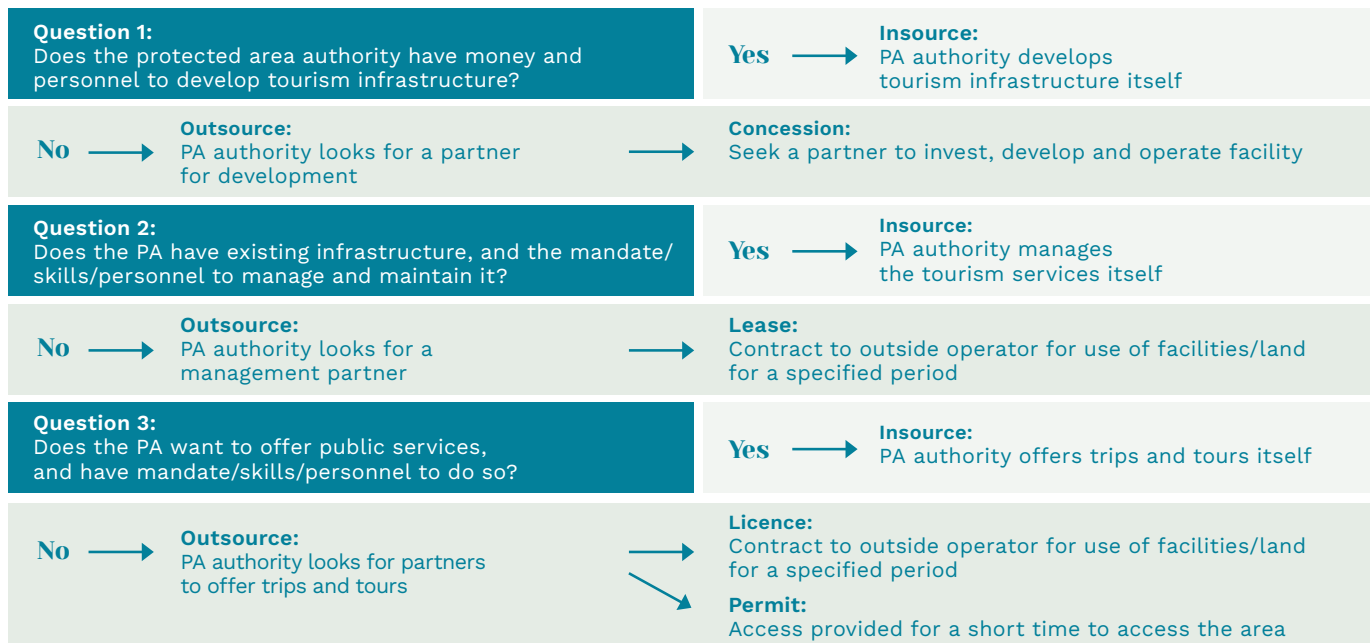 Question 1:
Does the protected area authority have money and
personnel to develop tourism infrastructure?
Yes
Insource:
PA authority develops
tourism infrastructure itself
No
Outsource:
PA authority looks for a partner
for development
Concession:
Seek a partner to invest, develop and operate facility
Question 2:
Does the PA have existing infrastructure, and the mandate/
skills/personnel to manage and maintain it?
Yes
Insource:
PA authority manages
the tourism services itself
No
Outsource:
PA authority looks for a
management partner
Lease:
Contract to outside operator for use of facilities/land
for a specified period
Question 3:
Does the PA want to offer public services,
and have mandate/skills/personnel to do so?
Yes
Insource:
PA authority offers trips and tours itself
No
Outsource:
PA authority looks for partners
to offer trips and tours
Licence:
Contract to outside operator for use of facilities/land
for a specified period
Permit:
Access provided for a short time to access the area